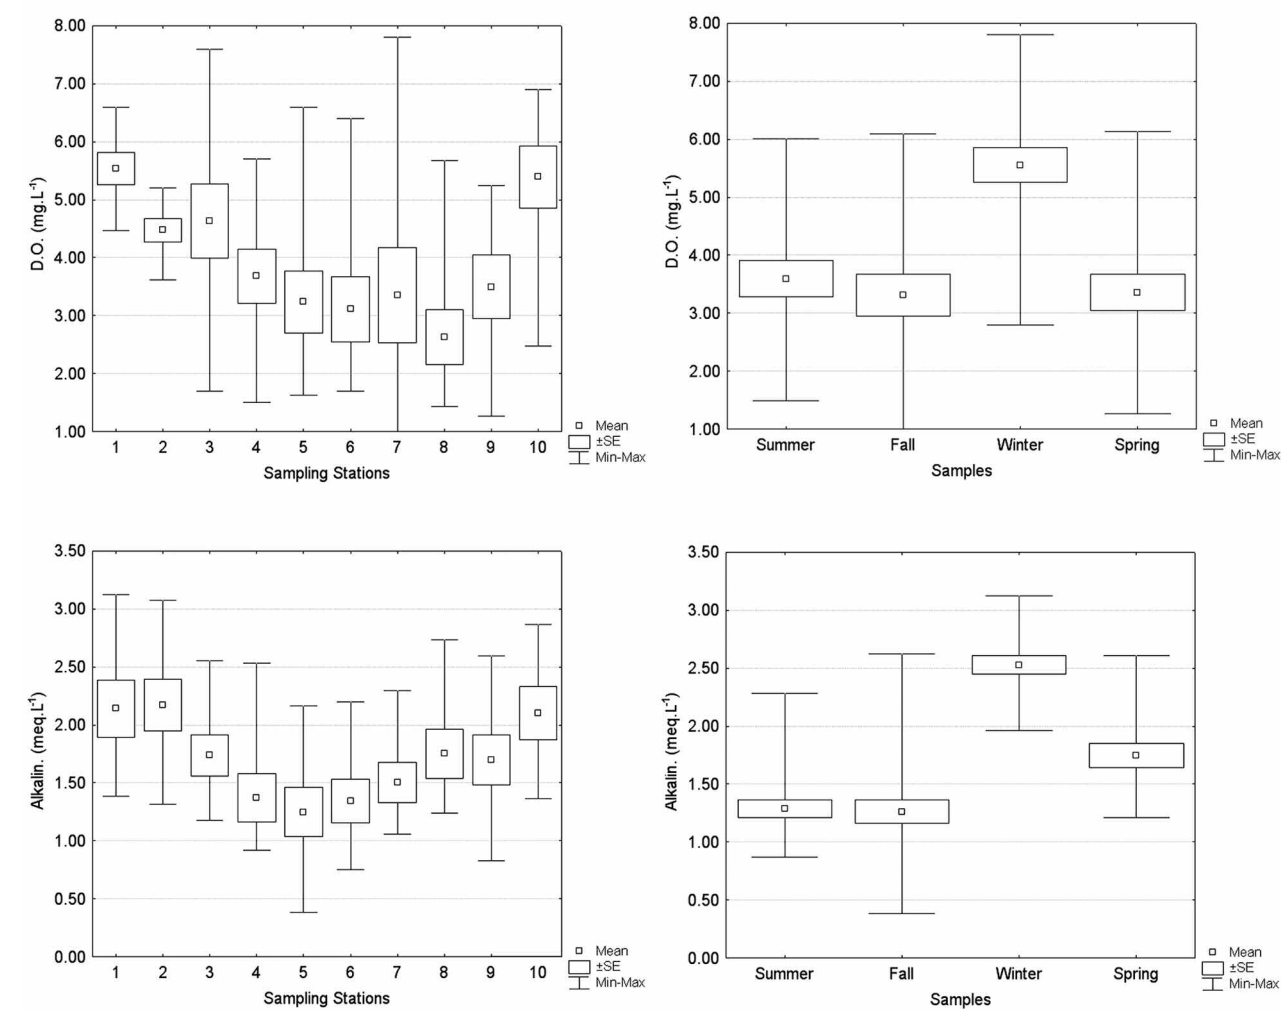 8.00
7.00
6.00
5.00
4.00
3.00
2.00
1.00
D.O. (mg.L-1)
1 2 3 4 5 6 7 8 9 10
Sampling Stations
Mean
±SE
Min-Max
8.00
7.00
6.00
5.00
4.00
3.00
2.00
1.00
D.O. (mg.L-1)
Summer Fall Winter Spring
Samples
Mean
±SE
Min-Max
3.50
3.00
2.50
2.00
1.50
1.00
0.50
0.00
Alkalin. (meq.L-1)
1 2 3 4 5 6 7 8 9 10
Sampling Stations
Mean
±SE
Min-Max
3.50
3.00
2.50
2.00
1.50
1.00
0.50
0.00
Alkalin. (meq.L-1)
Summer Fall Winter Spring
Samples
Mean
±SE
Min-Max